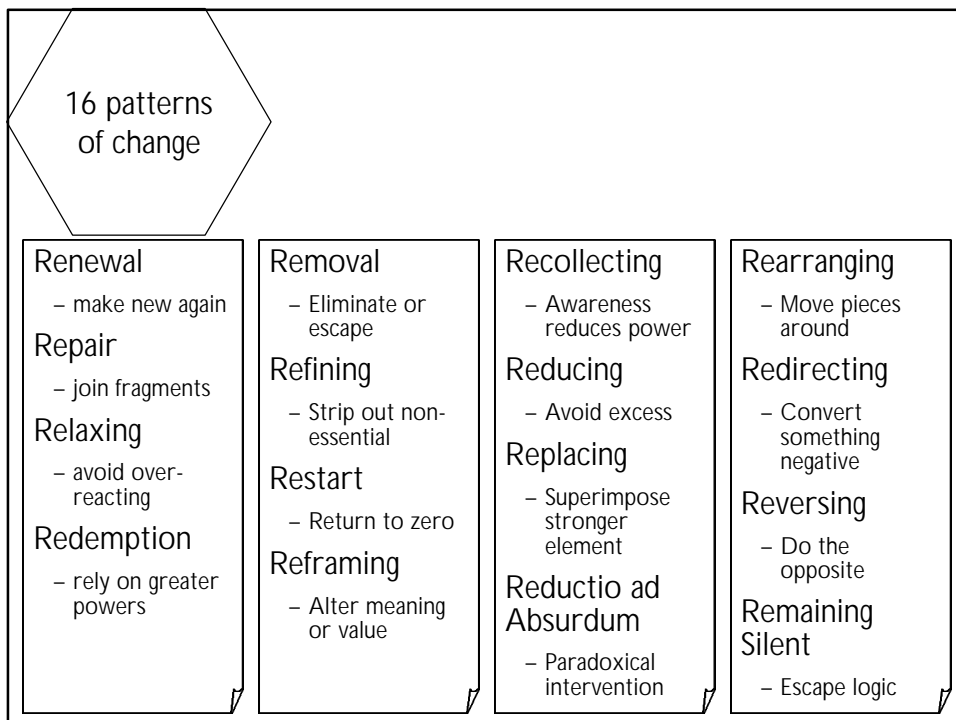 16 patterns
of change
Renewal
– make new again
Repair
– join fragments
Relaxing
– avoid over-
reacting
Redemption
– rely on greater
powers
Removal
– Eliminate or
escape
Refining
– Strip out non-
essential
Restart
– Return to zero
Reframing
– Alter meaning
or value
Recollecting
– Awareness
reduces power
Reducing
– Avoid excess
Replacing
– Superimpose
stronger
element
Reductio ad
Absurdum
– Paradoxical
intervention
Rearranging
– Move pieces
around
Redirecting
– Convert
something
negative
Reversing
– Do the
opposite
Remaining
Silent
– Escape logic